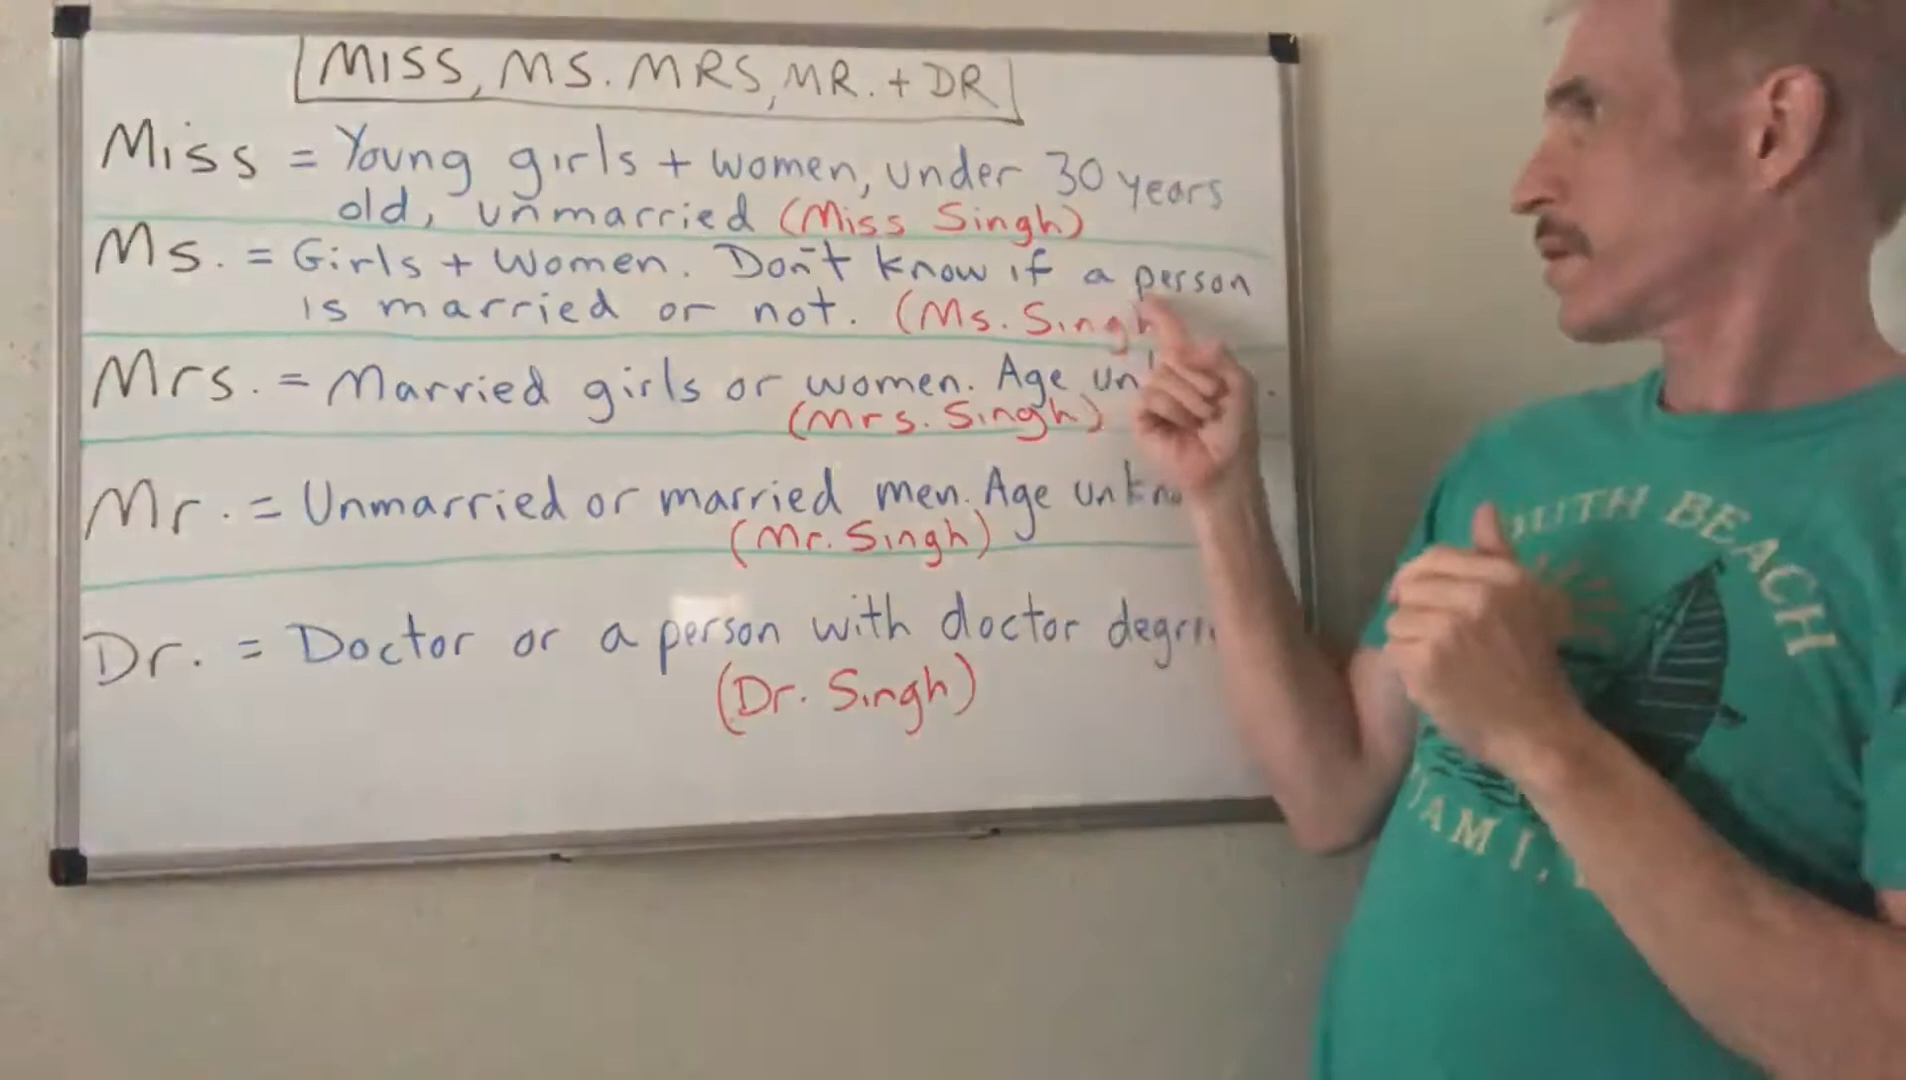 MISS, MS. MRS, MR. + DR
Miss = Young girls + women, under 30 years
old, unmarried (Miss Singh)
Ms. = Girls + women. Don't know if a person
is married or not. (Ms. Singh
Mrs. = Married girls or women. Age
(Mrs. Singh)
Mr. = Unmarried or married men. Age
(Mr. Singh)
Dr. = Doctor or a person with doctor
(Dr. Singh)
BEACH